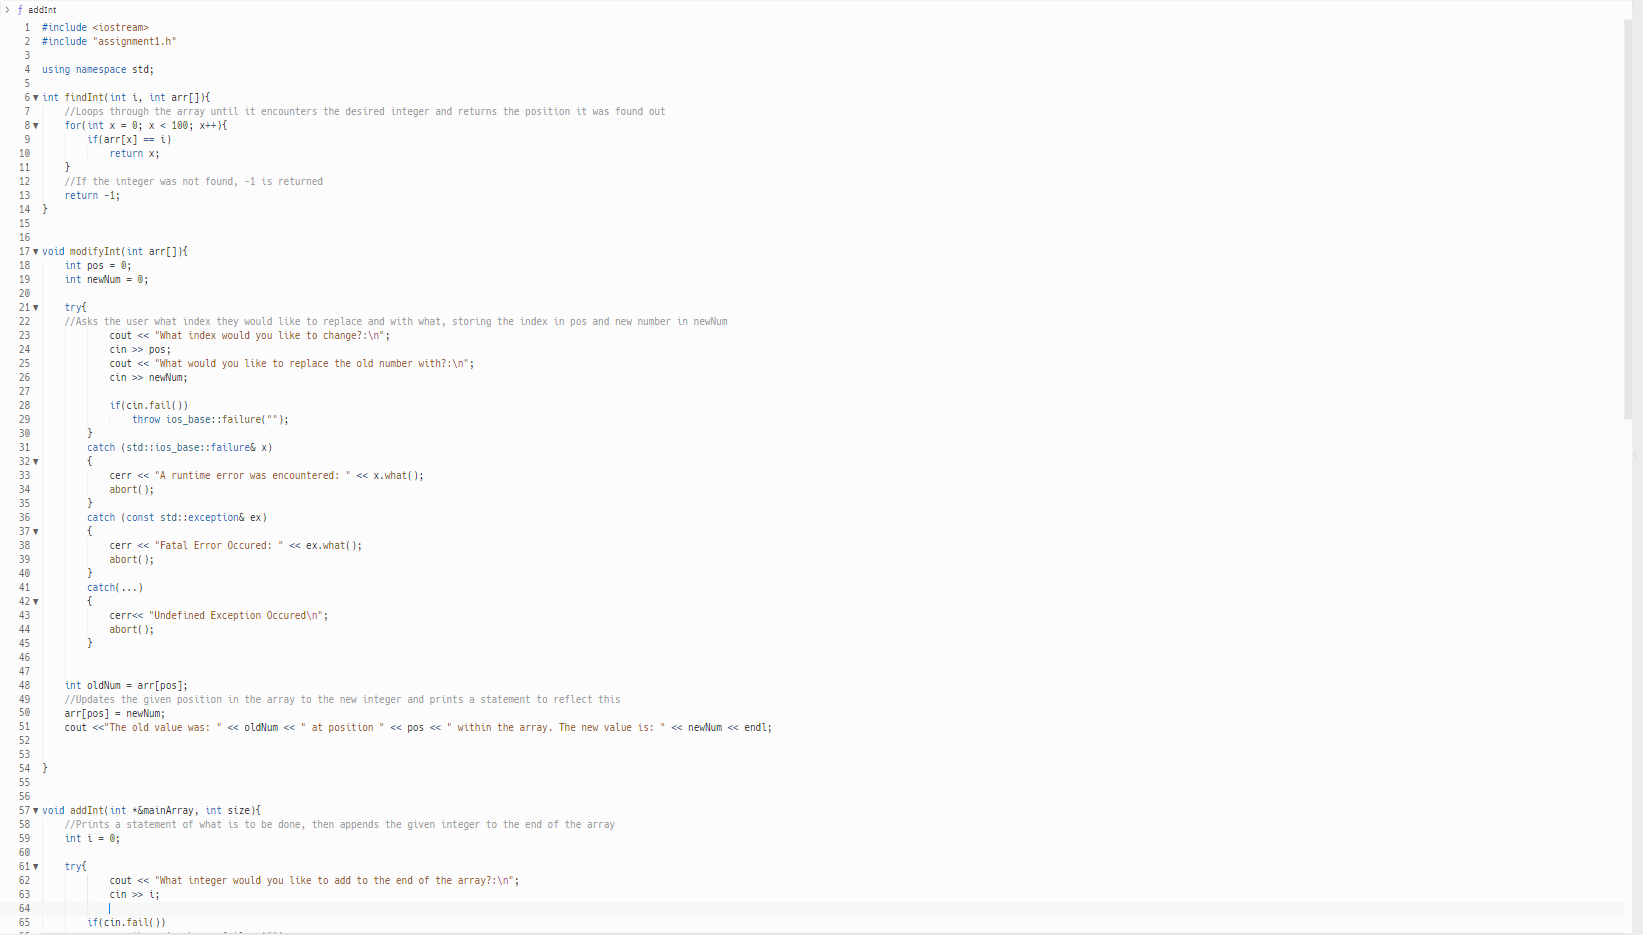 addInt
1 #include <iostream>
2 #include "assignment1.h"
3
4 using namespace std;
5
6 int findInt(int i, int arr[]){
7 //Loops through the array until it encounters the desired integer and returns the position it was found out
8 for(int x = 0; x < 100; x++){
9 if(arr[x] == i)
10 return x;
11 }
12 //If the integer was not found, -1 is returned
13 return -1;
14 }
15
16
17 void modifyInt(int arr[]){
18 int pos = 0;
19 int newNum = 0;
20
21 try{
22 //Asks the user what index they would like to replace and with what, storing the index in pos and new number in newNum
23 cout << "What index would you like to change?:\n";
24 cin >> pos;
25 cout << "What would you like to replace the old number with?:\n";
26 cin >> newNum;
27
28 if(cin.fail())
29 throw ios_base::failure("");
30 }
31 catch (std::ios_base::failure& x)
32 {
33 cerr << "A runtime error was encountered: " << x.what();
34 abort();
35 }
36 catch (const std::exception& ex)
37 {
38 cerr << "Fatal Error Occured: " << ex.what();
39 abort();
40 }
41 catch(...)
42 {
43 cerr<< "Undefined Exception Occured\n";
44 abort();
45 }
46
47
48 int oldNum = arr[pos];
49 //Updates the given position in the array to the new integer and prints a statement to reflect this
50 arr[pos] = newNum;
51 cout <<"The old value was: " << oldNum << " at position " << pos << " within the array. The new value is: " << newNum << endl;
52
53
54 }
55
56
57 void addInt(int *&mainArray, int size){
58 //Prints a statement of what is to be done, then appends the given integer to the end of the array
59 int i = 0;
60
61 try{
62 cout << "What integer would you like to add to the end of the array?:\n";
63 cin >> i;
64
65 if(cin.fail())